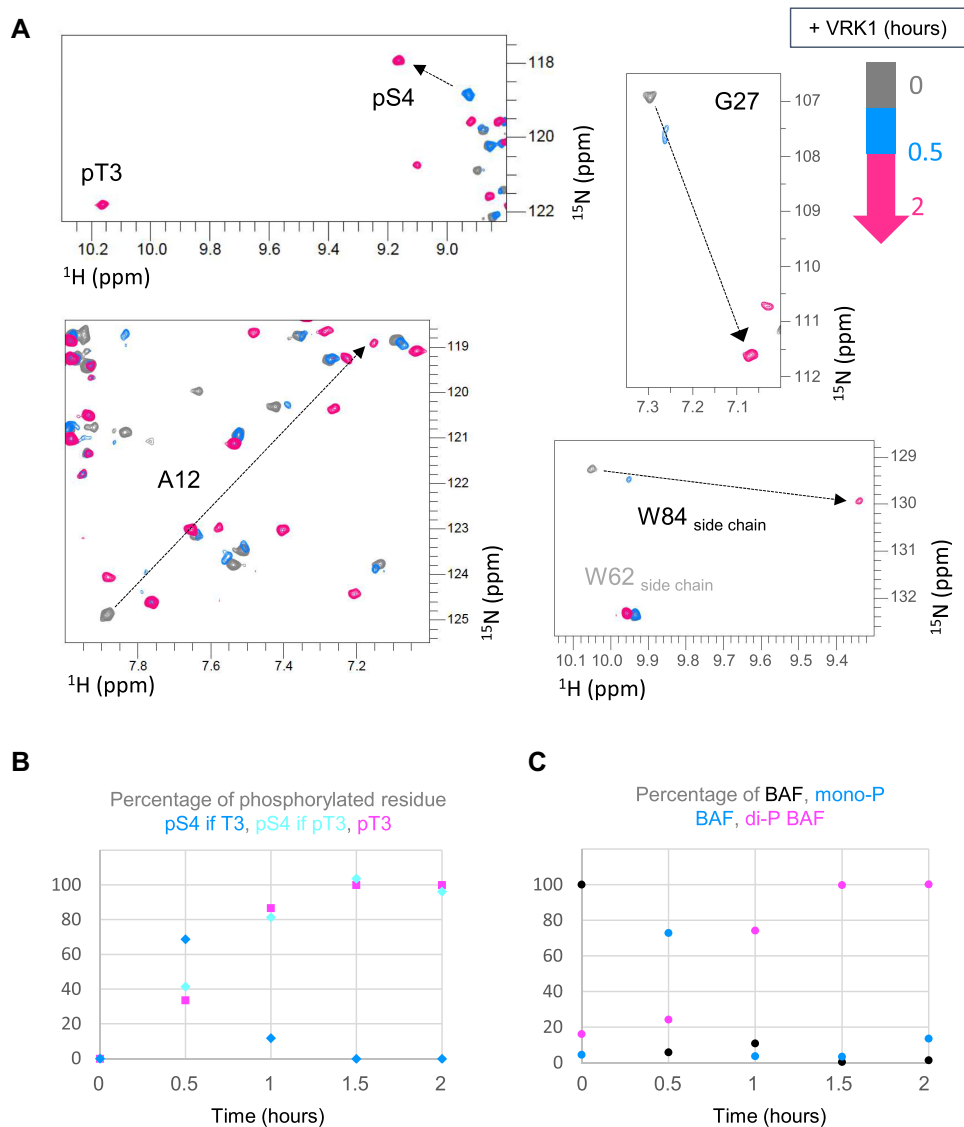 A
+ VRK1 (hours)
0
0.5
2
pS4
pT3
118
120
122
15N (ppm)
10.2 10.0 9.8 9.6 9.4 9.2 9.0
1H (ppm)
G27
107
108
109
110
111
112
15N (ppm)
7.3 7.2 7.1
A12
119
120
121
122
123
124
125
15N (ppm)
7.8 7.6 7.4 7.2
1H (ppm)
W84 side chain
W62 side chain
129
130
131
132
15N (ppm)
10.1 10.0 9.9 9.8 9.7 9.6 9.5 9.4
1H (ppm)
B
Percentage of phosphorylated residue
pS4 if T3, pS4 if pT3, pT3
100
80
60
40
20
0
0 0.5 1 1.5 2
Time (hours)
C
Percentage of BAF, mono-P
BAF, di-P BAF
100
80
60
40
20
0
0 0.5 1 1.5 2
Time (hours)